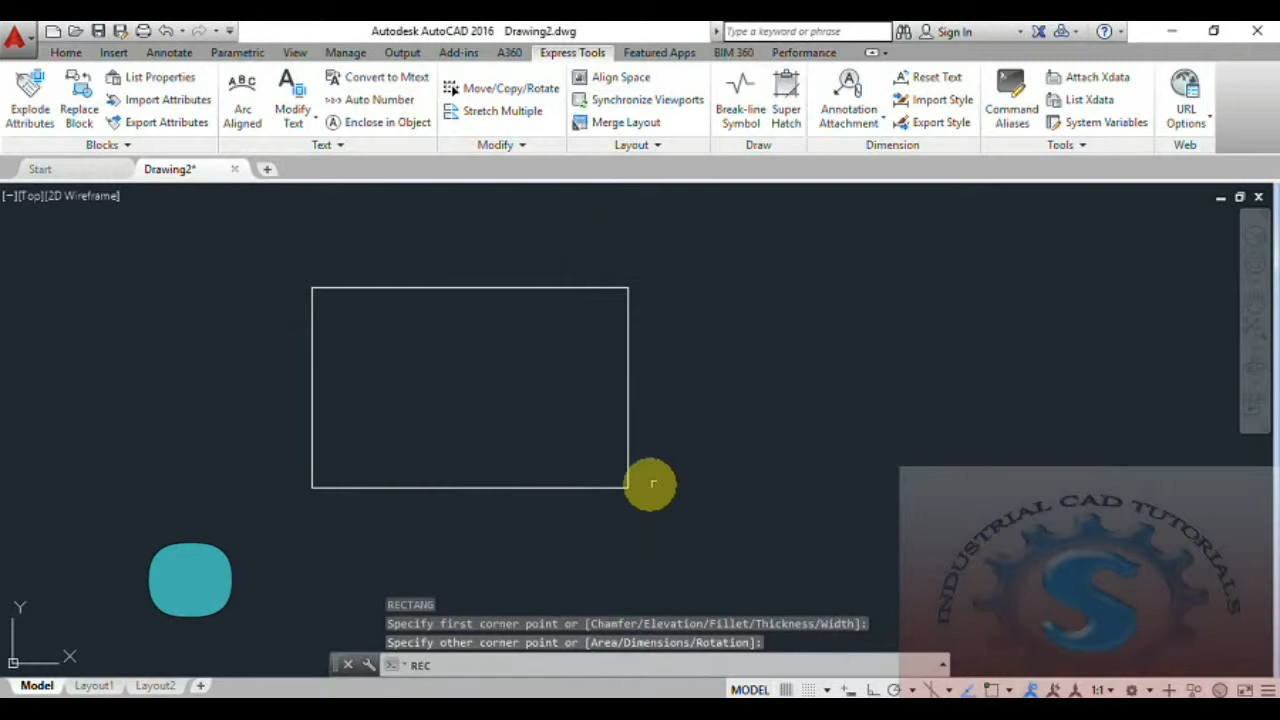 Autodesk AutoCAD 2016 Drawing2.dwg
Type a keyword or phrase
Sign In
Home Insert Annotate Parametric View Manage Output Add-ins A360 Express Tools Featured Apps BIM 360 Performance
Explode Attributes
Replace Block
List Properties
Import Attributes
Export Attributes
Blocks
Arc Aligned
Modify Text
Convert to Mtext
Auto Number
Enclose in Object
Text
Move/Copy/Rotate
Stretch Multiple
Modify
Align Space
Synchronize Viewports
Merge Layout
Layout
Break-line Symbol
Super Hatch
Draw
Annotation Attachment
Reset Text
Import Style
Export Style
Dimension
Command Aliases
Attach Xdata
List Xdata
System Variables
Tools
URL Options
Web
Start
Drawing2*
[−][Top][2D Wireframe]
INDUSTRIAL CAD TUTORIALS
S
Y
X
RECTANG
Specify first corner point or [Chamfer/Elevation/Fillet/Thickness/Width]:
Specify other corner point or [Area/Dimensions/Rotation]:
REC
Model Layout1 Layout2
MODEL
1:1